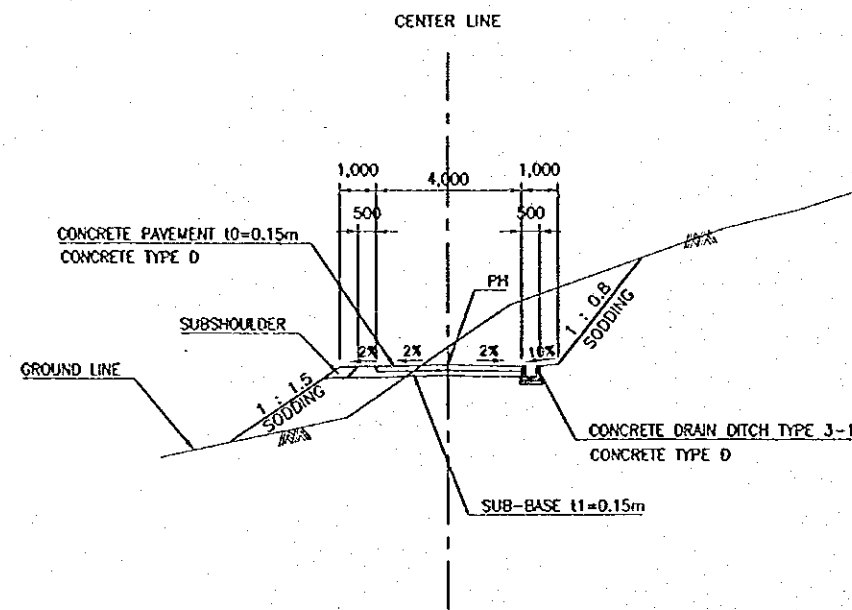 CENTER LINE
1,000
4,000
1,000
500
500
CONCRETE PAVEMENT t0=0.15m
CONCRETE TYPE D
PH
1 : 0.8
SODDING
SUBSHOULDER
2%
2%
2%
10%
GROUND LINE
1 : 1.5
SODDING
CONCRETE DRAIN DITCH TYPE 3-1
CONCRETE TYPE D
SUB-BASE t1=0.15m